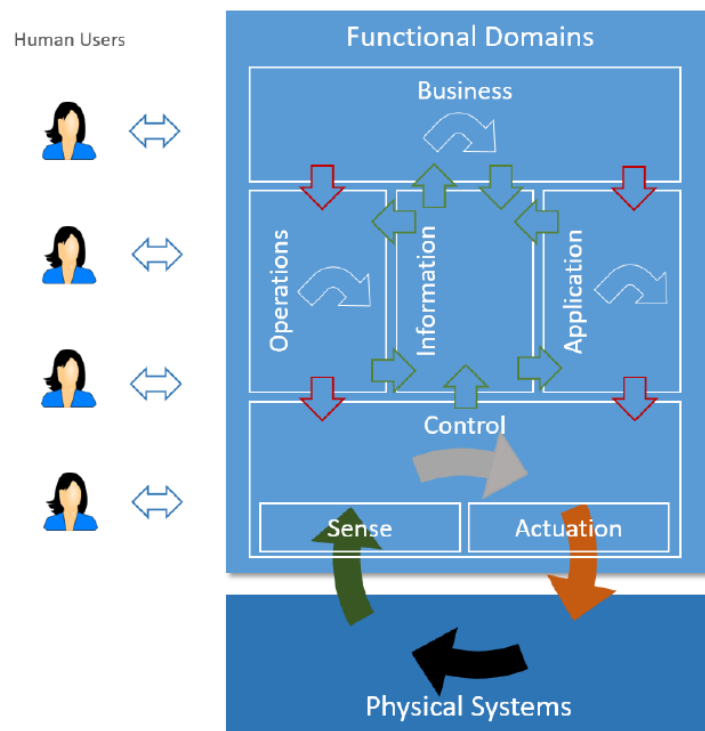 Human Users
Functional Domains
Business
Operations
Information
Application
Control
Sense
Actuation
Physical Systems